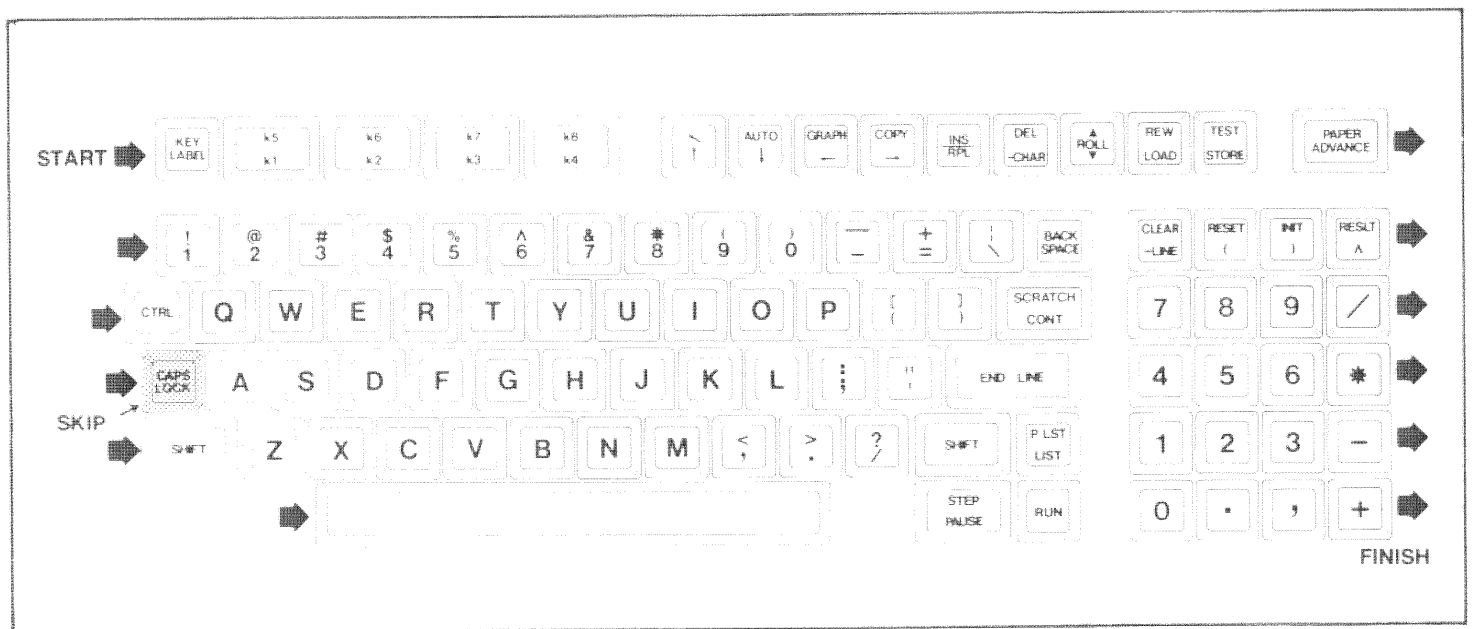 k5 k6 k7 k8 AUTO GRAPH COPY DEL REW TEST
START KEY LABEL k1 k2 k3 k4 ↑ ↓ ← → INS/RPL -CHAR ▲ ROLL ▼ LOAD STORE PAPER ADVANCE
! @ # $ % ^ & * ( ) — + | BACK CLEAR RESET INIT RESLT
1 2 3 4 5 6 7 8 9 0 _ = \ SPACE -LINE ( ) ^
CTRL Q W E R T Y U I O P [ ( ] ) SCRATCH CONT 7 8 9 /
CAPS LOCK A S D F G H J K L ; : " ' END LINE 4 5 6 *
SKIP
SHIFT Z X C V B N M < , > . ? / SHIFT P LST LIST 1 2 3 −
STEP PAUSE RUN 0 . , +
FINISH